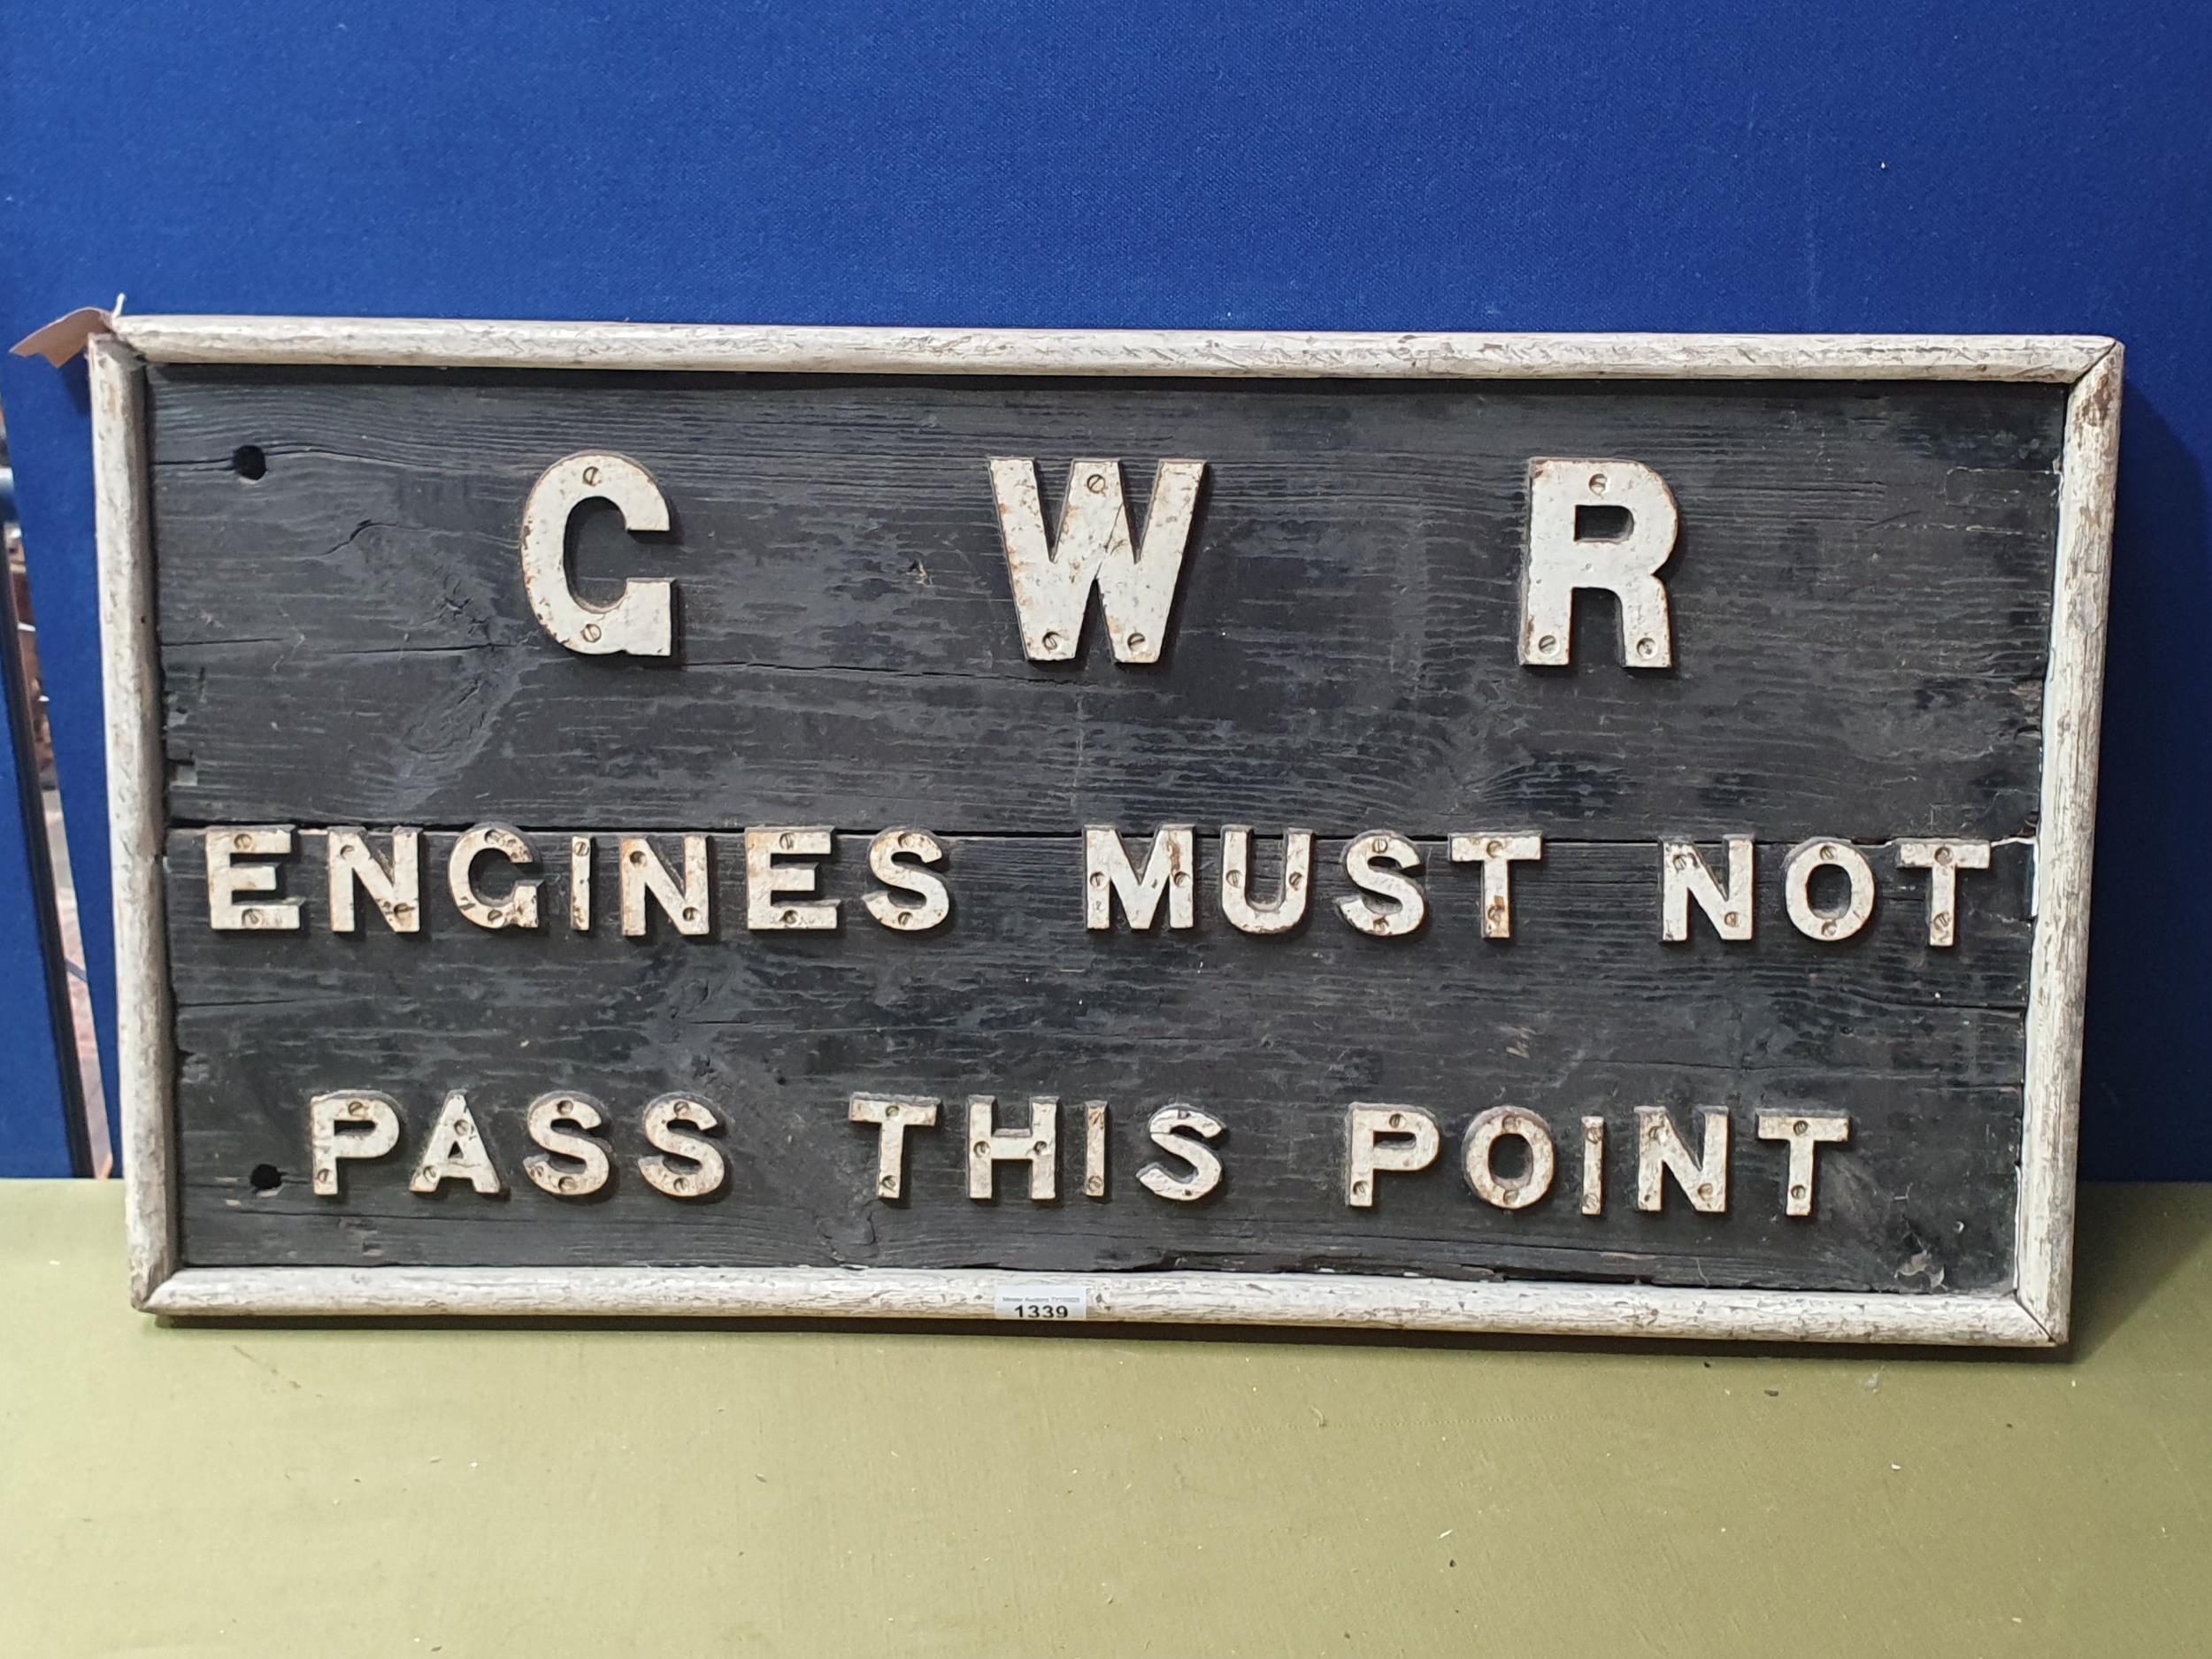 G W R
ENGINES MUST NOT
PASS THIS POINT
1339